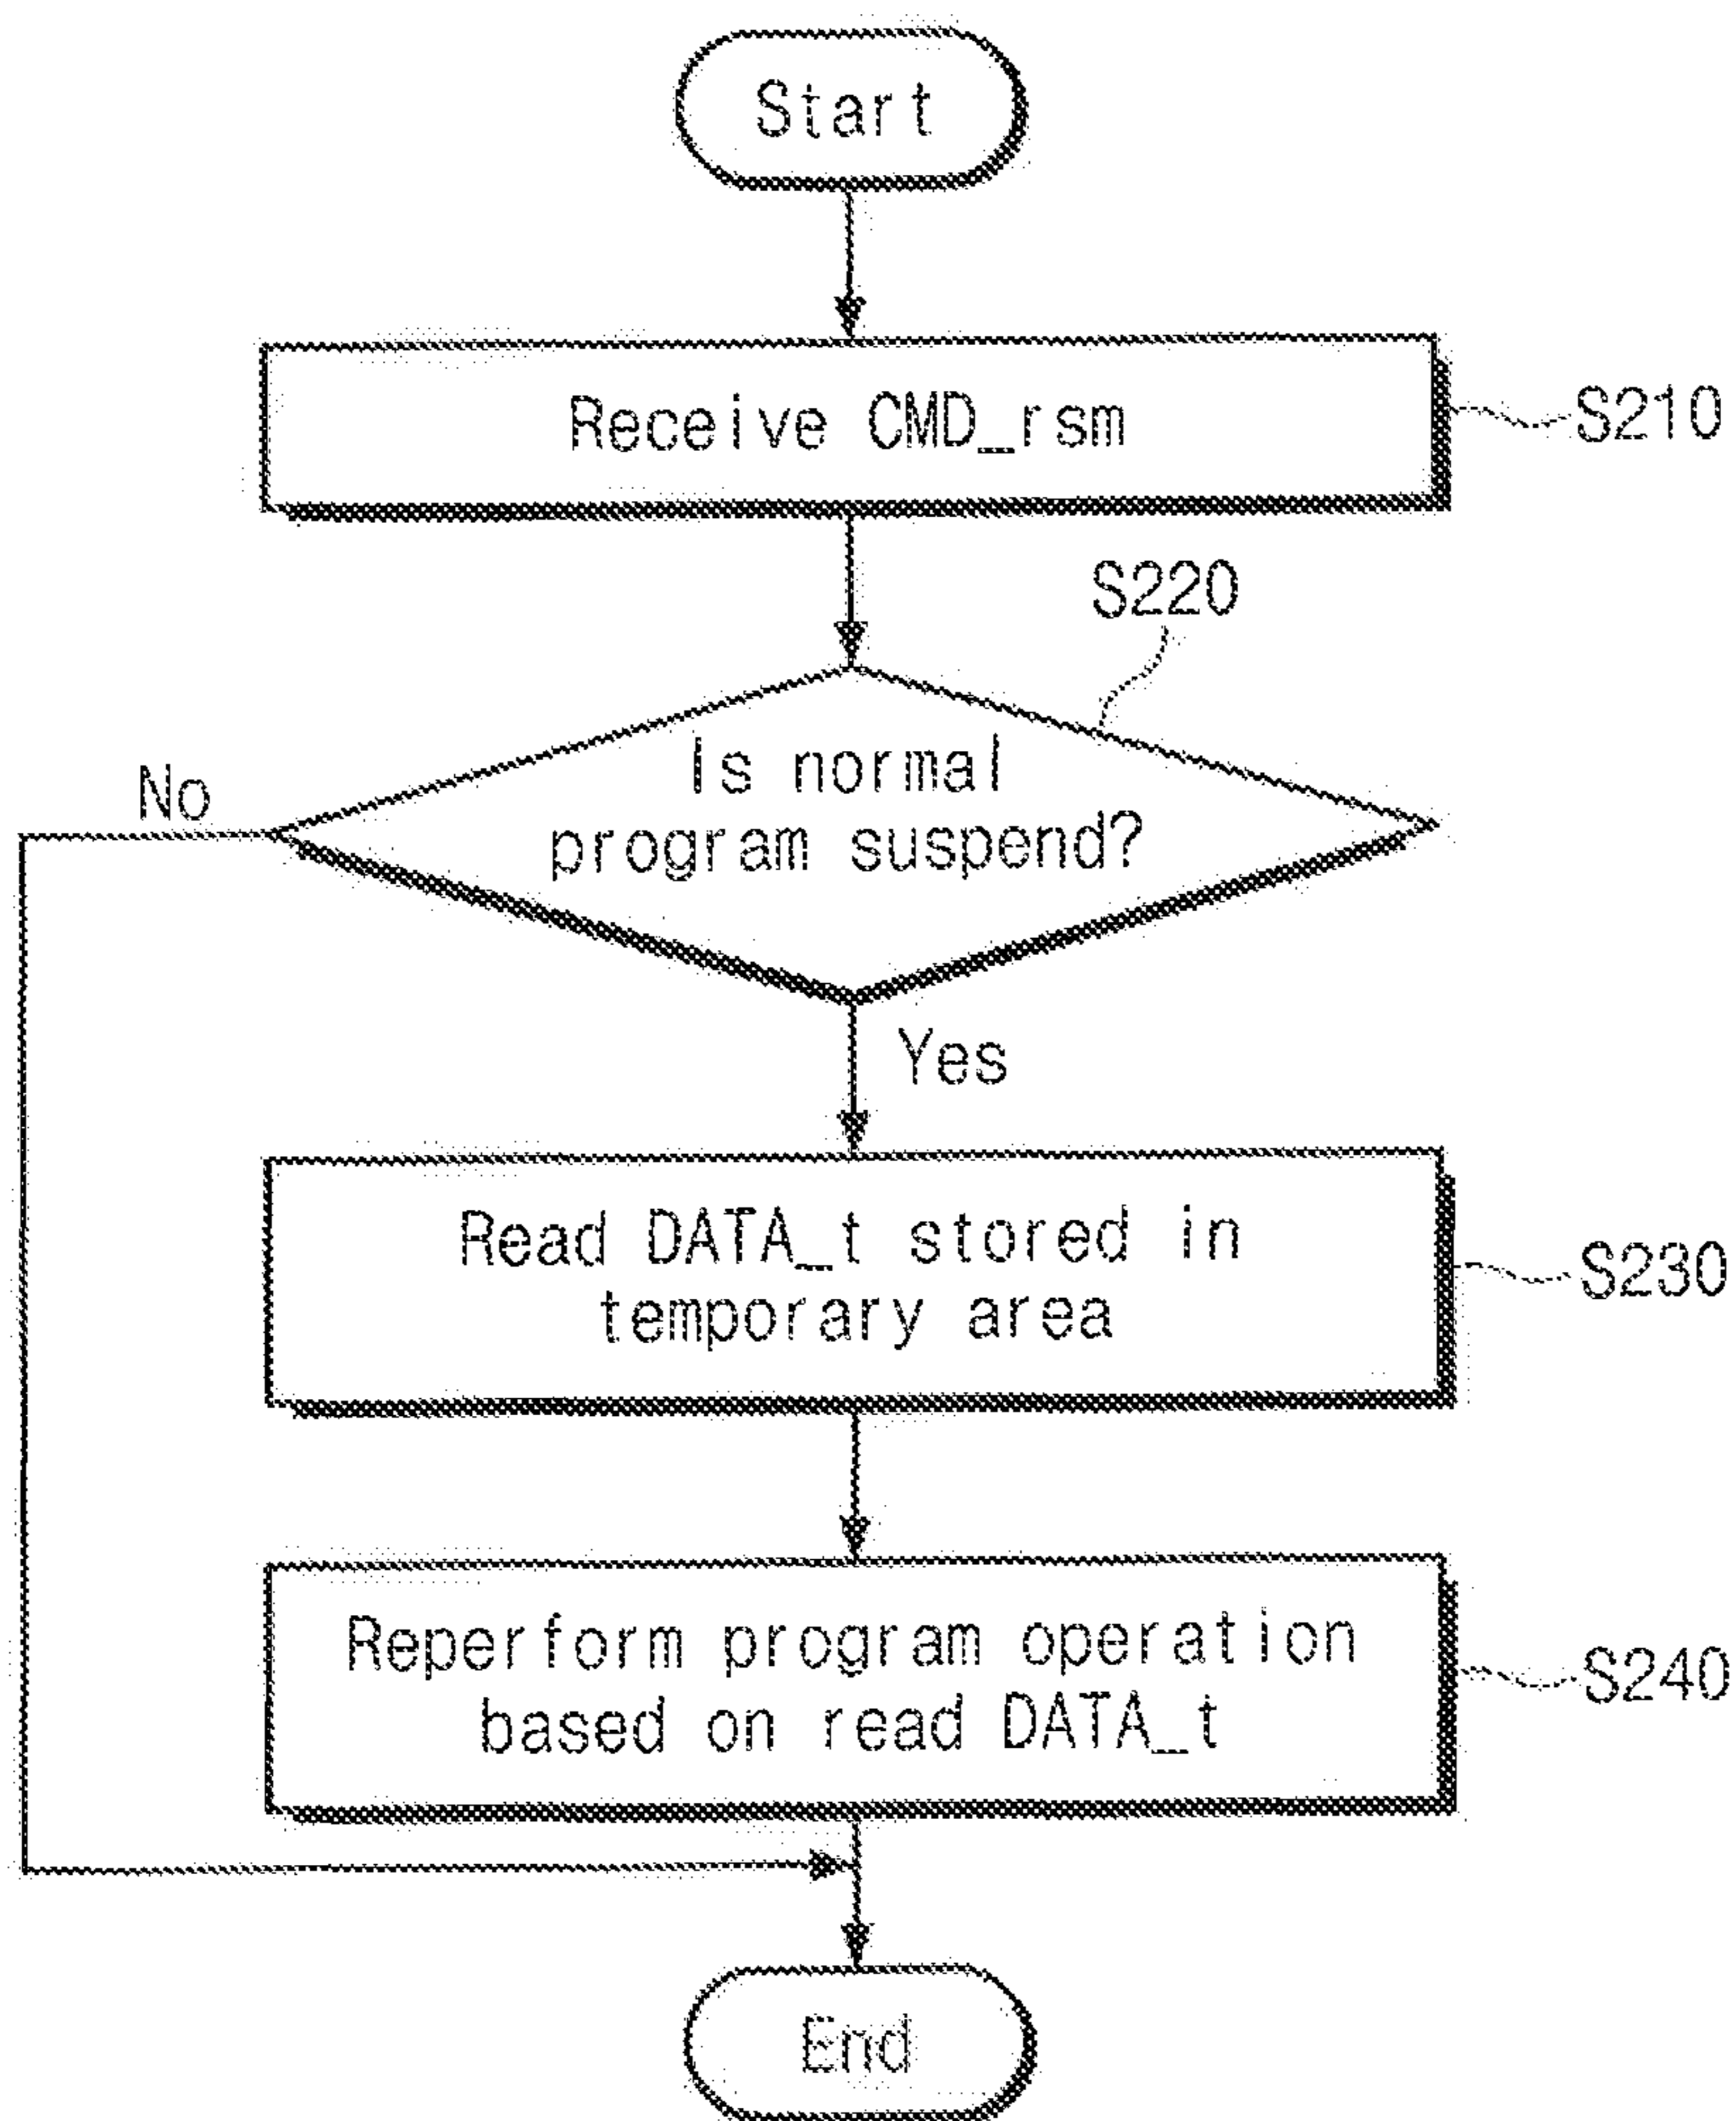 Start
Receive CMD_rsm
S210
S220
Is normal
program suspend?
No
Yes
Read DATA_t stored in
temporary area
S230
Reperform program operation
based on read DATA_t
S240
End